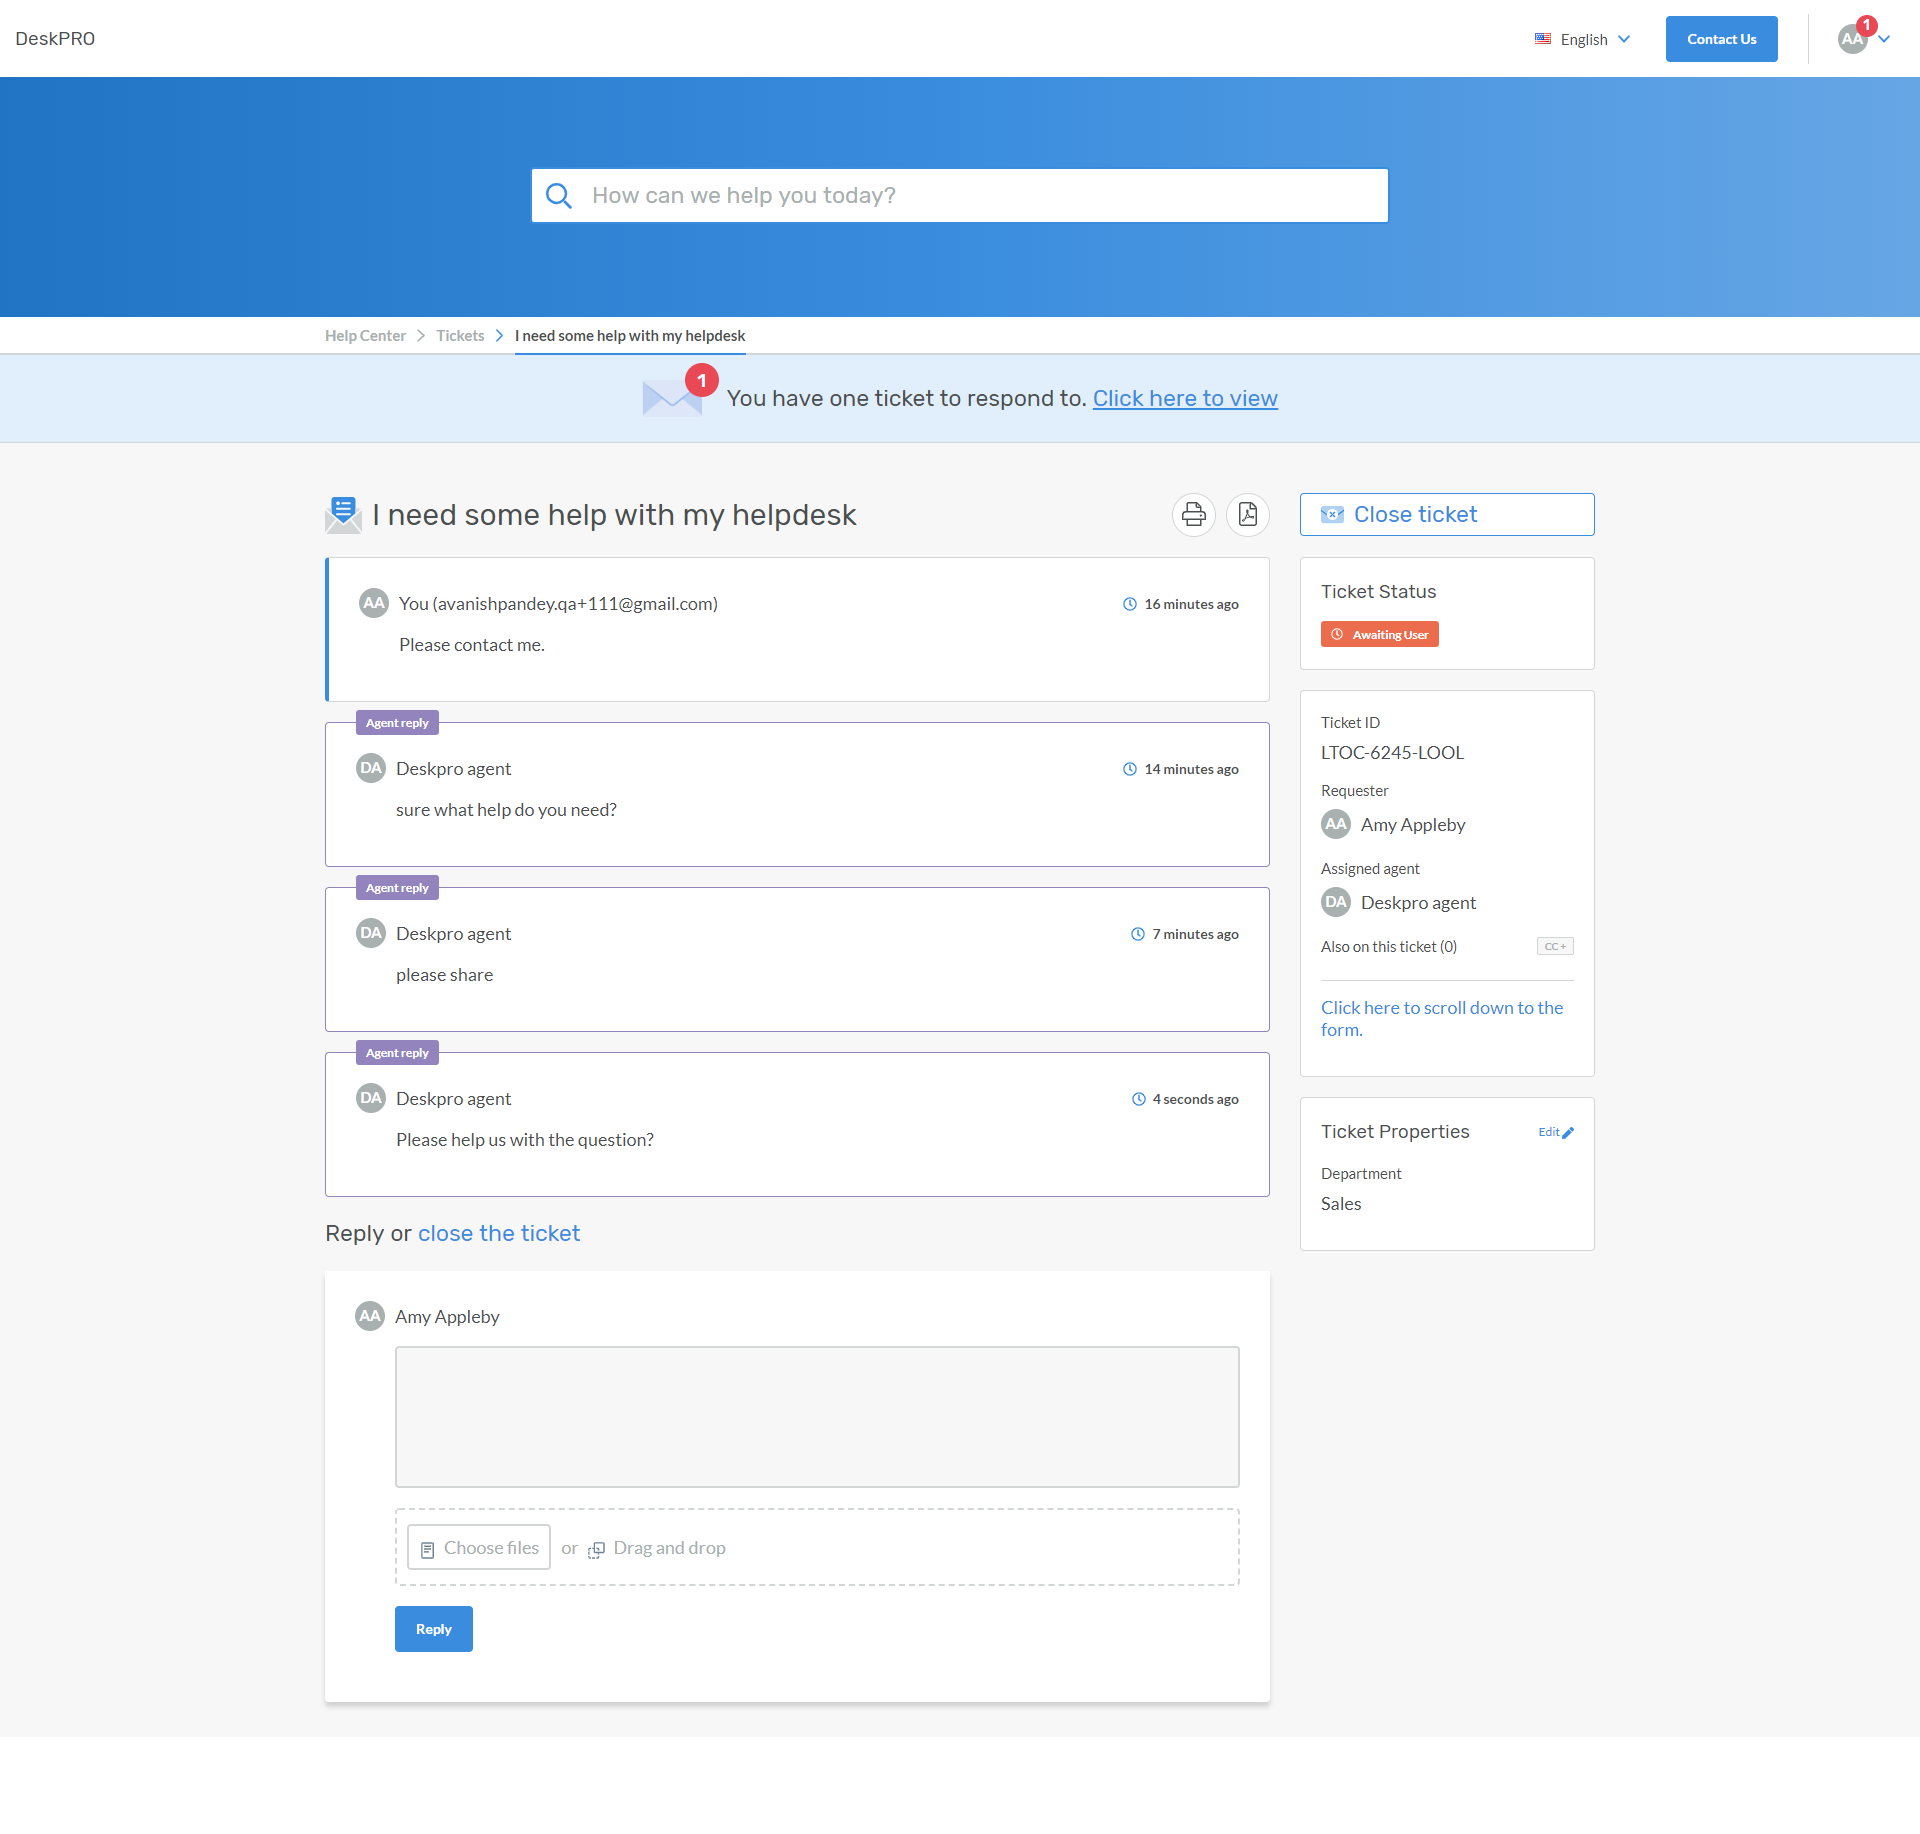 DeskPRO
English
Contact Us
AA
1
How can we help you today?
Help Center
Tickets
I need some help with my helpdesk
1
You have one ticket to respond to. Click here to view
I need some help with my helpdesk
AA
You (avanishpandey.qa+111@gmail.com)
16 minutes ago
Please contact me.
Agent reply
DA
Deskpro agent
14 minutes ago
sure what help do you need?
Agent reply
DA
Deskpro agent
7 minutes ago
please share
Agent reply
DA
Deskpro agent
4 seconds ago
Please help us with the question?
Reply or close the ticket
AA
Amy Appleby
Choose files
or
Drag and drop
Reply
Close ticket
Ticket Status
Awaiting User
Ticket ID
LTOC-6245-LOOL
Requester
AA
Amy Appleby
Assigned agent
DA
Deskpro agent
Also on this ticket (0)
CC +
Click here to scroll down to the
form.
Ticket Properties
Edit
Department
Sales